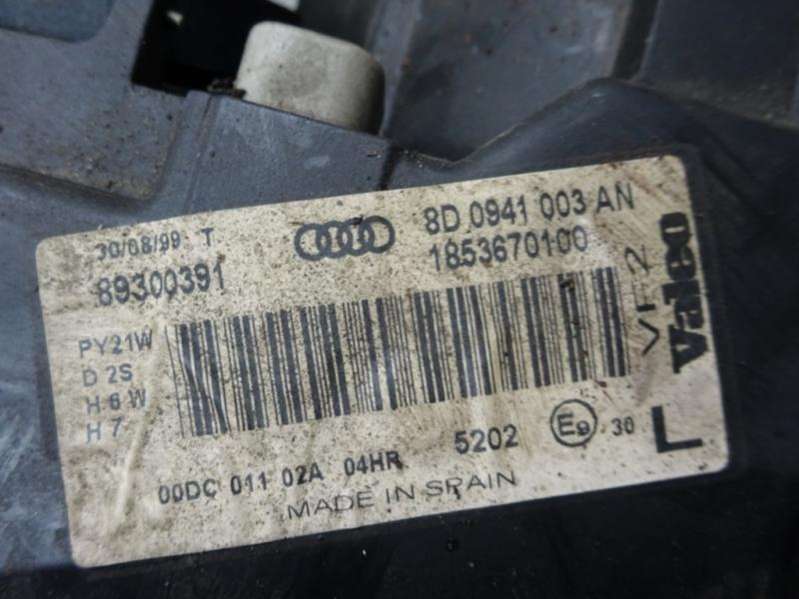 30/08/99 T
8D 0941 003 AN
89300391
1853670100
PY21W
D 2S
H 6 W
H 7
VF2
Valeo
00DC 011 02A 04HR
5202
E9
30
L
MADE IN SPAIN